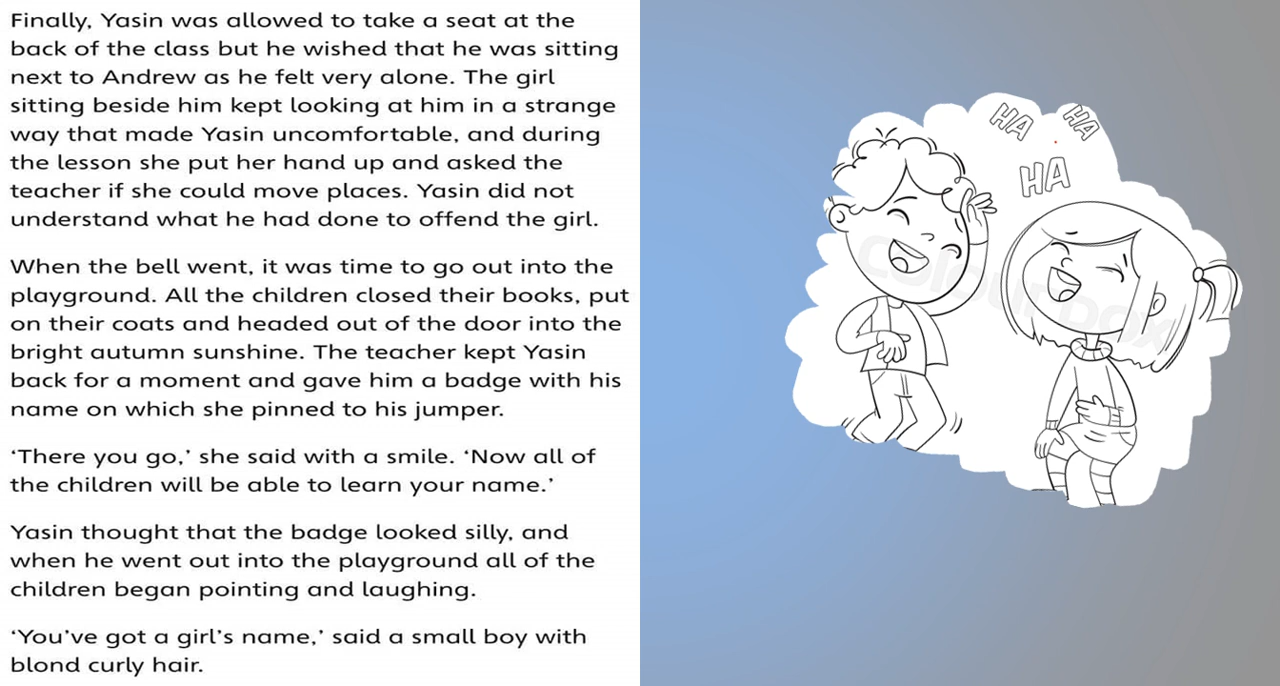 Finally, Yasin was allowed to take a seat at the
back of the class but he wished that he was sitting
next to Andrew as he felt very alone. The girl
sitting beside him kept looking at him in a strange
way that made Yasin uncomfortable, and during
the lesson she put her hand up and asked the
teacher if she could move places. Yasin did not
understand what he had done to offend the girl.
When the bell went, it was time to go out into the
playground. All the children closed their books, put
on their coats and headed out of the door into the
bright autumn sunshine. The teacher kept Yasin
back for a moment and gave him a badge with his
name on which she pinned to his jumper.
‘There you go,’ she said with a smile. ‘Now all of
the children will be able to learn your name.’
Yasin thought that the badge looked silly, and
when he went out into the playground all of the
children began pointing and laughing.
‘You’ve got a girl’s name,’ said a small boy with
blond curly hair.
HA HA
HA
colourbox